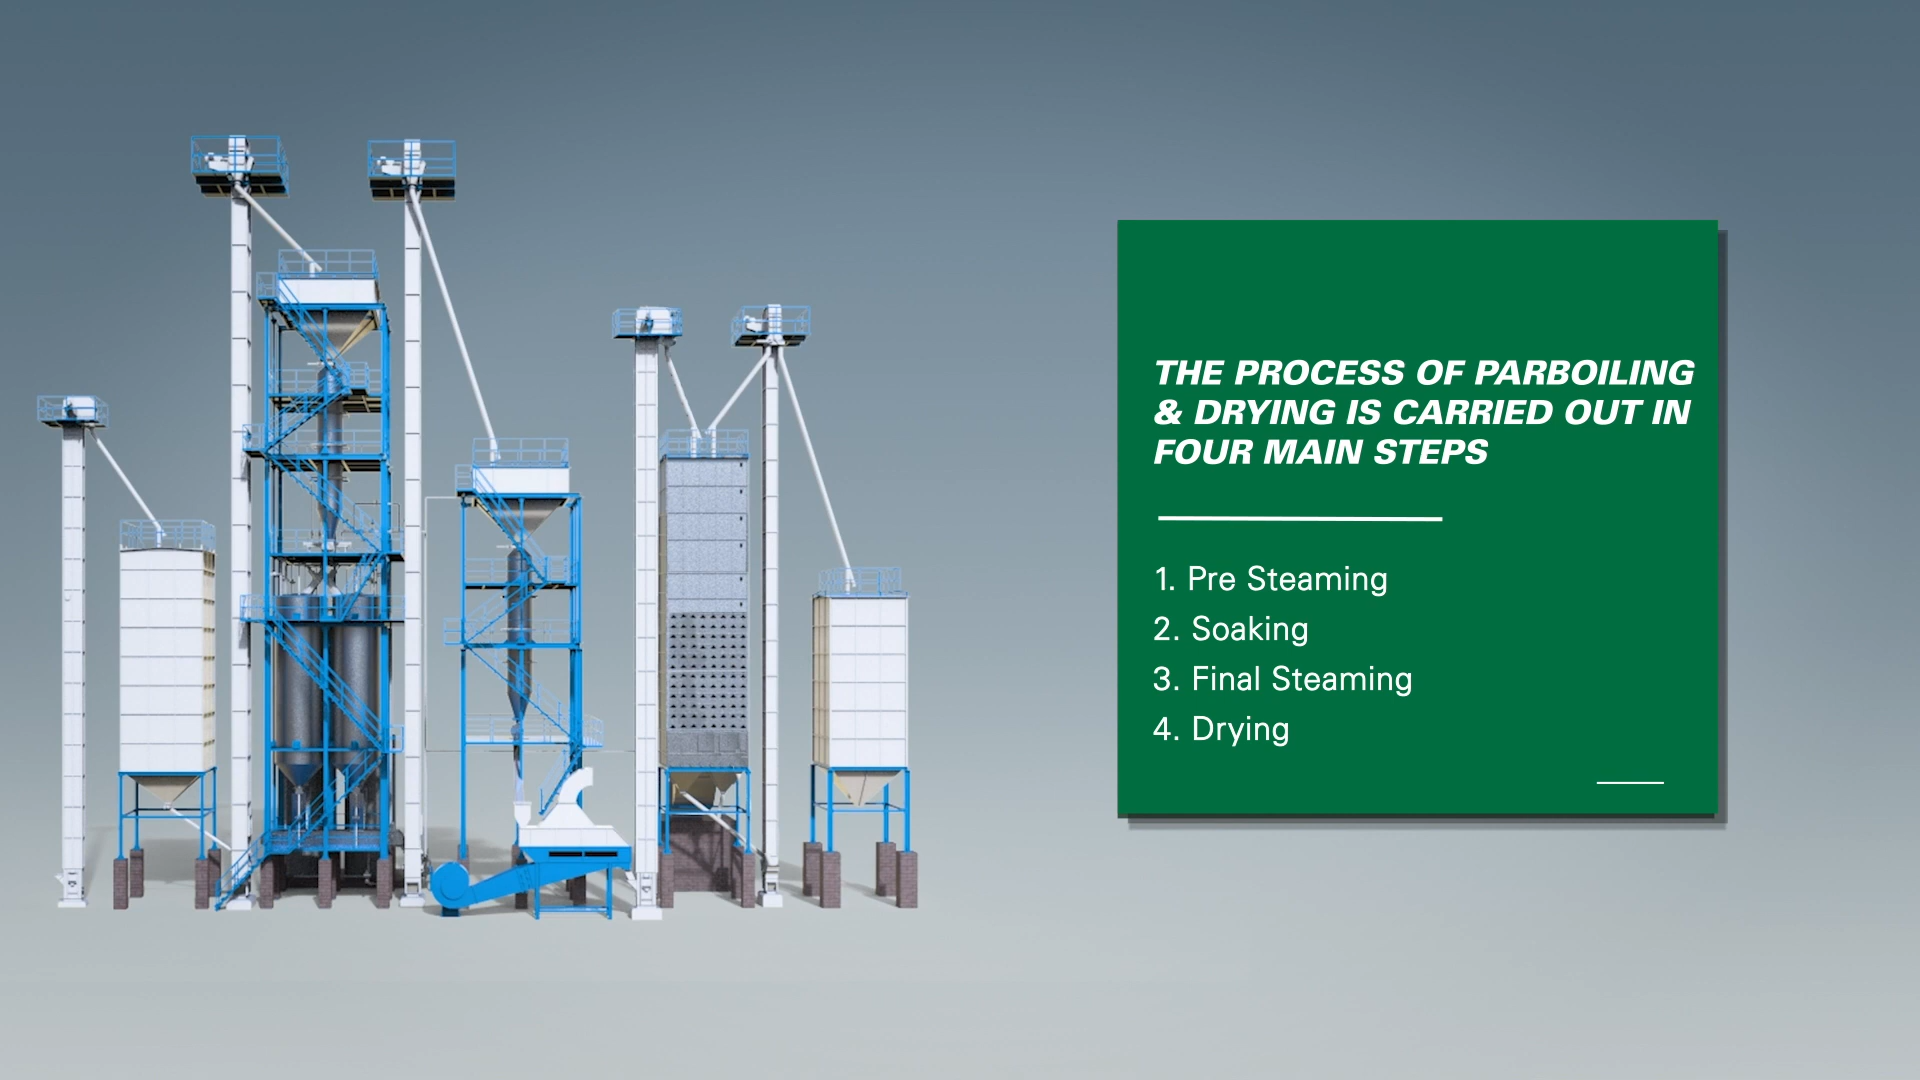 THE PROCESS OF PARBOILING
& DRYING IS CARRIED OUT IN
FOUR MAIN STEPS
1. Pre Steaming
2. Soaking
3. Final Steaming
4. Drying